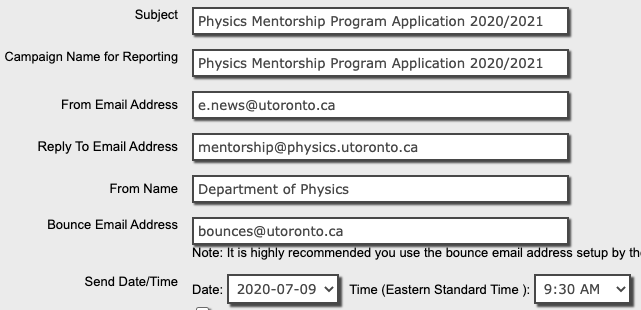 Subject Physics Mentorship Program Application 2020/2021
Campaign Name for Reporting Physics Mentorship Program Application 2020/2021
From Email Address e.news@utoronto.ca
Reply To Email Address mentorship@physics.utoronto.ca
From Name Department of Physics
Bounce Email Address bounces@utoronto.ca
Note: It is highly recommended you use the bounce email address setup by
Send Date/Time Date: 2020-07-09 Time (Eastern Standard Time ): 9:30 AM